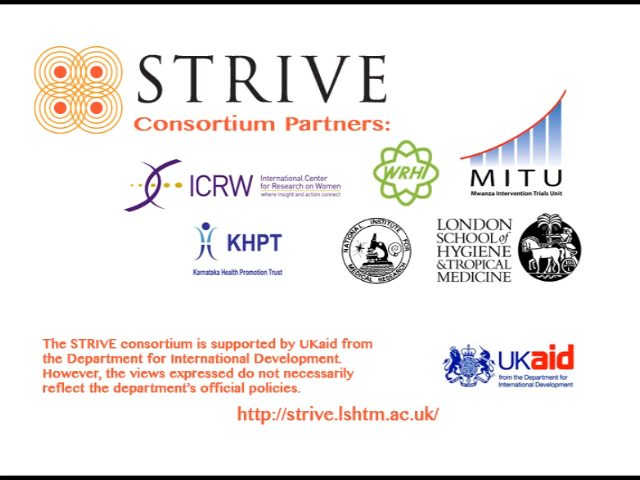 STRIVE
Consortium Partners:
ICRW
International Center
for Research on Women
where insight and action connect
WRHI
MITU
Mwanza Intervention Trials Unit
KHPT
Karnataka Health Promotion Trust
NATIONAL INSTITUTE FOR
MEDICAL RESEARCH
LONDON
SCHOOL of
HYGIENE
& TROPICAL
MEDICINE
The STRIVE consortium is supported by UKaid from
the Department for International Development.
However, the views expressed do not necessarily
reflect the department's official policies.
UKaid
from the Department for
International Development
http://strive.lshtm.ac.uk/